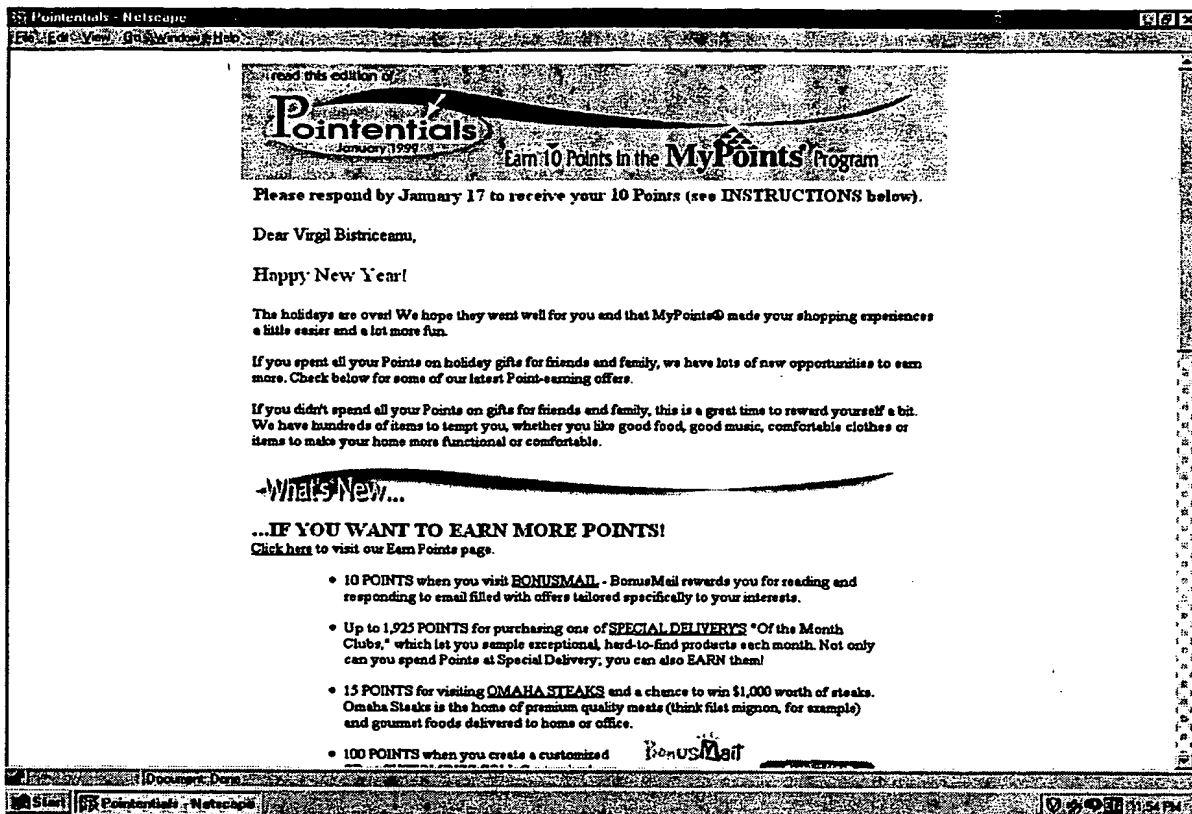 Pointentials - Netscape
File Edit View Go Window Help
read this edition of
Pointentials
January 1999
Earn 10 Points in the MyPoints® Program
Please respond by January 17 to receive your 10 Points (see INSTRUCTIONS below).
Dear Virgil Bistriceanu,
Happy New Year!
The holidays are over! We hope they went well for you and that MyPoints® made your shopping experiences
a little easier and a lot more fun.
If you spent all your Points on holiday gifts for friends and family, we have lots of new opportunities to earn
more. Check below for some of our latest Point-earning offers.
If you didn't spend all your Points on gifts for friends and family, this is a great time to reward yourself a bit.
We have hundreds of items to tempt you, whether you like good food, good music, comfortable clothes or
items to make your home more functional or comfortable.
What's New...
...IF YOU WANT TO EARN MORE POINTS!
Click here to visit our Earn Points page.
• 10 POINTS when you visit BONUSMAIL - BonusMail rewards you for reading and
responding to email filled with offers tailored specifically to your interests.
• Up to 1,925 POINTS for purchasing one of SPECIAL DELIVERY'S "Of the Month
Clubs," which let you sample exceptional, hard-to-find products each month. Not only
can you spend Points at Special Delivery; you can also EARN them!
• 15 POINTS for visiting OMAHA STEAKS and a chance to win $1,000 worth of steaks.
Omaha Steaks is the home of premium quality meats (think filet mignon, for example)
and gourmet foods delivered to home or office.
• 100 POINTS when you create a customized
BonusMail
Document: Done
Start
Pointentials - Netscape
11:54 PM